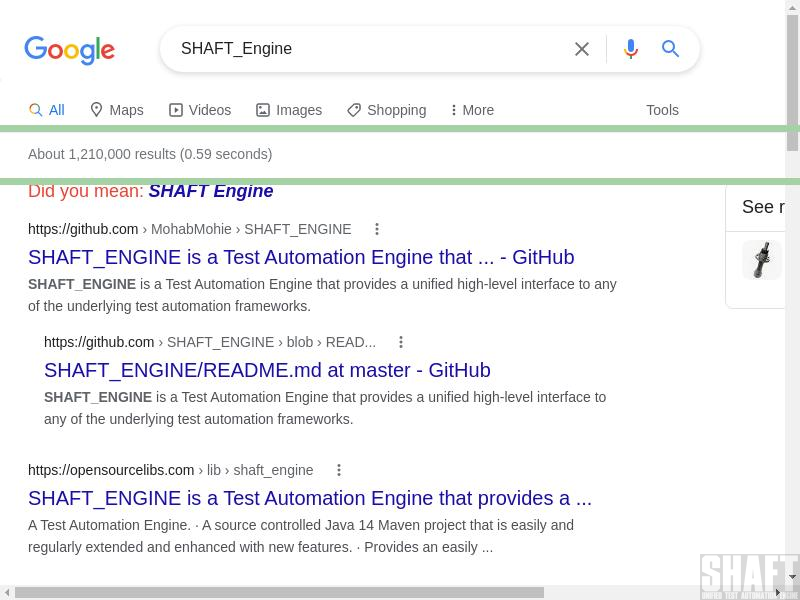 Google
SHAFT_Engine
All
Maps
Videos
Images
Shopping
More
Tools
About 1,210,000 results (0.59 seconds)
Did you mean: SHAFT Engine
See r
https://github.com › MohabMohie › SHAFT_ENGINE
SHAFT_ENGINE is a Test Automation Engine that ... - GitHub
SHAFT_ENGINE is a Test Automation Engine that provides a unified high-level interface to any
of the underlying test automation frameworks.
https://github.com › SHAFT_ENGINE › blob › READ...
SHAFT_ENGINE/README.md at master - GitHub
SHAFT_ENGINE is a Test Automation Engine that provides a unified high-level interface to
any of the underlying test automation frameworks.
https://opensourcelibs.com › lib › shaft_engine
SHAFT_ENGINE is a Test Automation Engine that provides a ...
A Test Automation Engine. · A source controlled Java 14 Maven project that is easily and
regularly extended and enhanced with new features. · Provides an easily ...
SHAFT
UNIFIED TEST AUTOMATION ENGINE